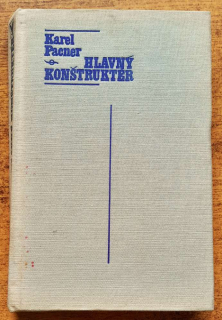 Karel
Pacner
HLAVNÝ
KONŠTRUKTÉR